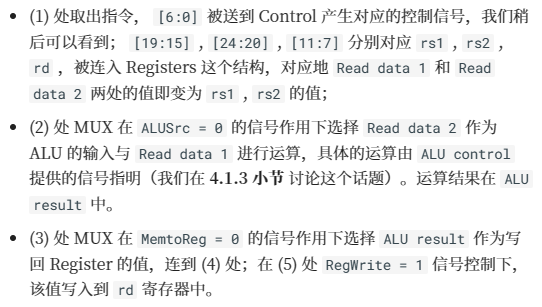 • (1) 处取出指令， [6:0] 被送到 Control 产生对应的控制信号，我们稍
后可以看到； [19:15] , [24:20] , [11:7] 分别对应 rs1 , rs2 ,
rd ，被连入 Registers 这个结构，对应地 Read data 1 和 Read
data 2 两处的值即变为 rs1 , rs2 的值；
• (2) 处 MUX 在 ALUSrc = 0 的信号作用下选择 Read data 2 作为
ALU 的输入与 Read data 1 进行运算，具体的运算由 ALU control
提供的信号指明（我们在 4.1.3 小节 讨论这个话题）。运算结果在 ALU
result 中。
• (3) 处 MUX 在 MemtoReg = 0 的信号作用下选择 ALU result 作为写
回 Register 的值，连到 (4) 处；在 (5) 处 RegWrite = 1 信号控制下，
该值写入到 rd 寄存器中。